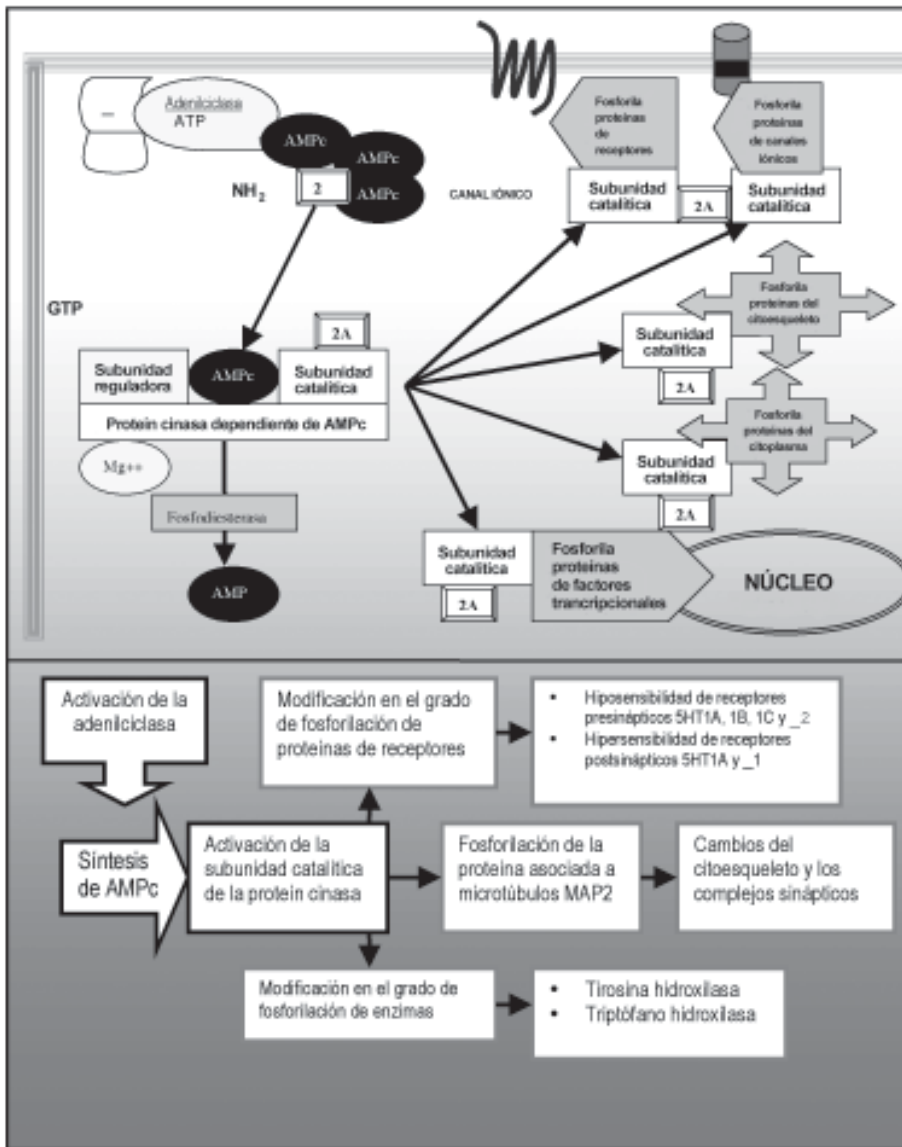 Adenilciclasa
ATP
–
AMPc
AMPc
AMPc
NH2
2
CANAL IÓNICO
Fosforila
proteínas
de
receptores
Fosforila
proteínas
de canales
iónicos
Subunidad
catalítica
2A
Subunidad
catalítica
GTP
2A
Subunidad
reguladora
AMPc
Subunidad
catalítica
Protein cinasa dependiente de AMPc
Mg++
Fosfodiesterasa
AMP
Subunidad
catalítica
2A
Fosforila
proteínas del
citoesqueleto
Subunidad
catalítica
2A
Fosforila
proteínas del
citoplasma
Subunidad
catalítica
2A
Fosforila
proteínas
de factores
trancripcionales
NÚCLEO
Activación de la
adenilciclasa
Síntesis
de AMPc
Activación de la
subunidad catalítica
de la protein cinasa
Modificación en el grado
de fosforilación de
proteínas de receptores
• Hiposensibilidad de receptores
presinápticos 5HT1A, 1B, 1C y _2
• Hipersensibilidad de receptores
postsinápticos 5HT1A y _1
Fosforilación de la
proteína asociada a
microtúbulos MAP2
Cambios del
citoesqueleto y los
complejos sinápticos
Modificación en el grado de
fosforilación de enzimas
• Tirosina hidroxilasa
• Triptófano hidroxilasa